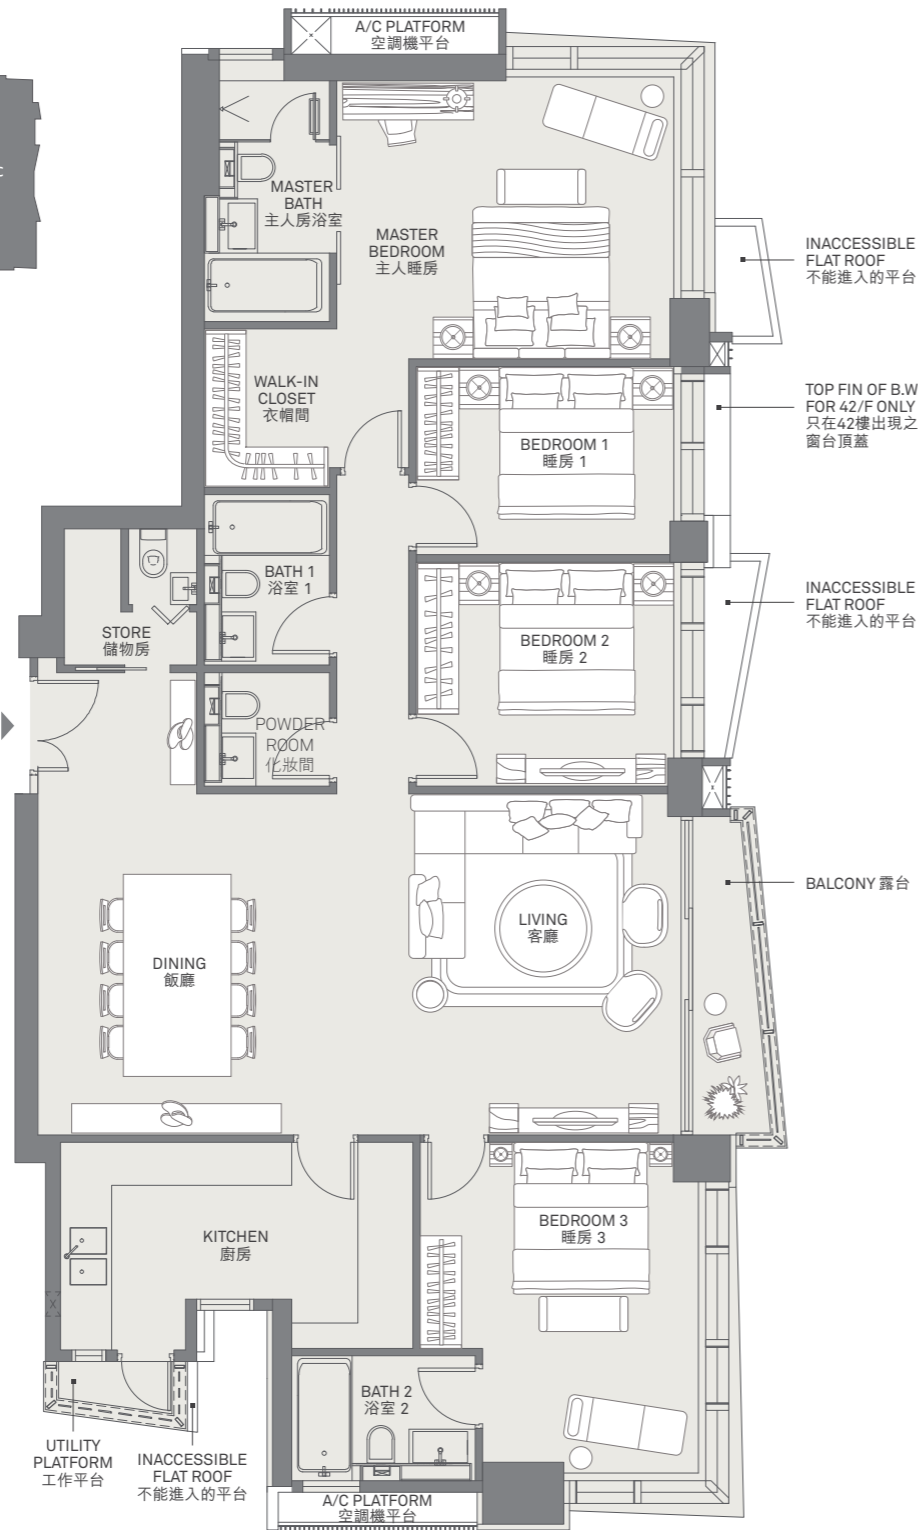 A/C PLATFORM
空調機平台
MASTER
BATH
主人房浴室
MASTER
BEDROOM
主人睡房
INACCESSIBLE
FLAT ROOF
不能進入的平台
WALK-IN
CLOSET
衣帽間
TOP FIN OF B.W
FOR 42/F ONLY
只在42樓出現之
窗台頂蓋
BEDROOM 1
睡房 1
BATH 1
浴室 1
INACCESSIBLE
FLAT ROOF
不能進入的平台
STORE
儲物房
BEDROOM 2
睡房 2
POWDER
ROOM
化妝間
BALCONY 露台
LIVING
客廳
DINING
飯廳
KITCHEN
廚房
BEDROOM 3
睡房 3
BATH 2
浴室 2
UTILITY
PLATFORM
工作平台
INACCESSIBLE
FLAT ROOF
不能進入的平台
A/C PLATFORM
空調機平台